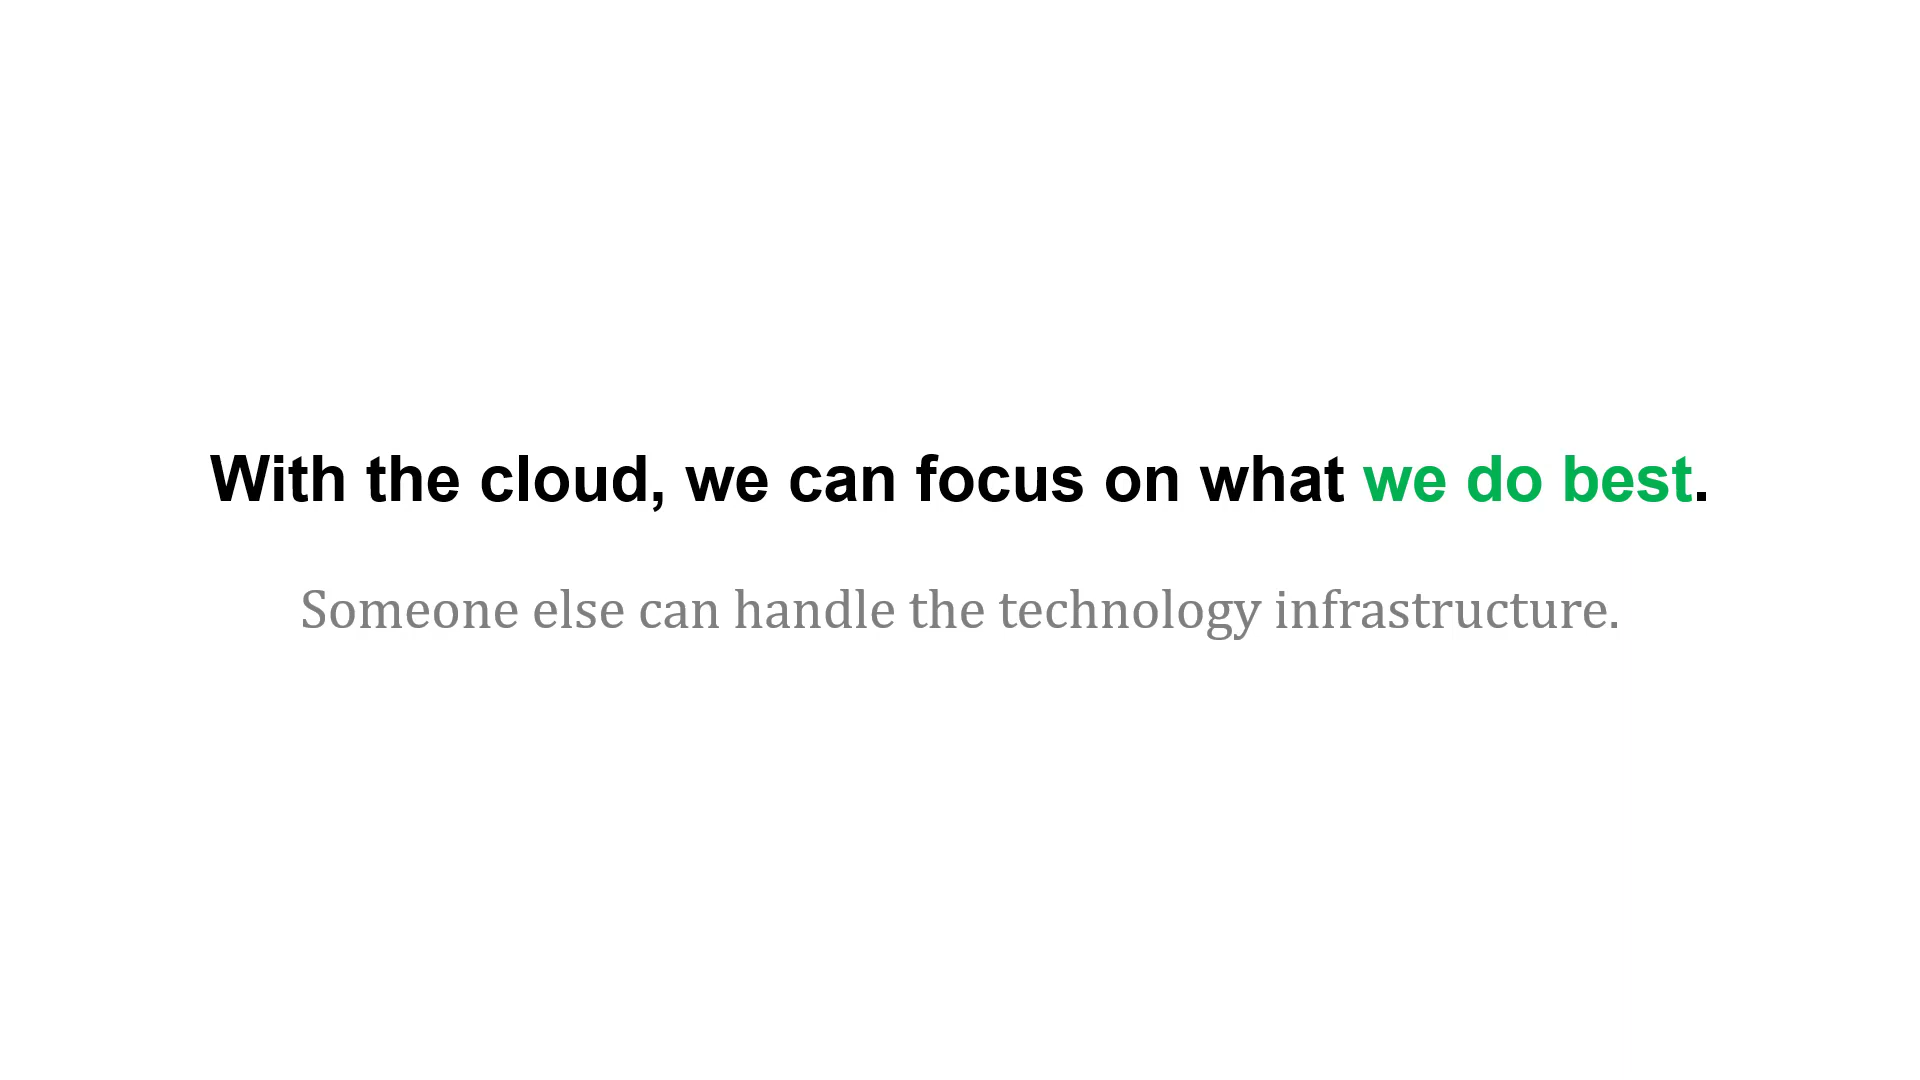 With the cloud, we can focus on what we do best.
Someone else can handle the technology infrastructure.